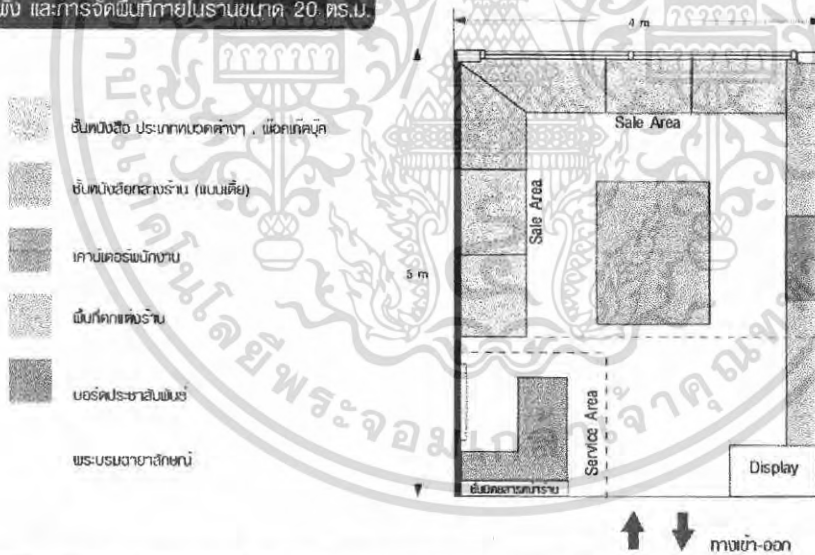 ผัง และการจัดพื้นที่ภายในร้านขนาด 20 ตร.ม.
4 m
ชั้นหนังสือ ประเภทหมวดต่างๆ , พ๊อคเก๊ตบุ๊ค
ชั้นหนังสือกลางร้าน (แบบเตี้ย)
เคาน์เตอร์พนักงาน
พื้นที่ตกแต่งร้าน
บอร์ดประชาสัมพันธ์
พระบรมฉายาลักษณ์
Sale Area
Sale Area
5 m
Service Area
Display
ชั้นนิตยสารหน้าร้าน
ทางเข้า-ออก